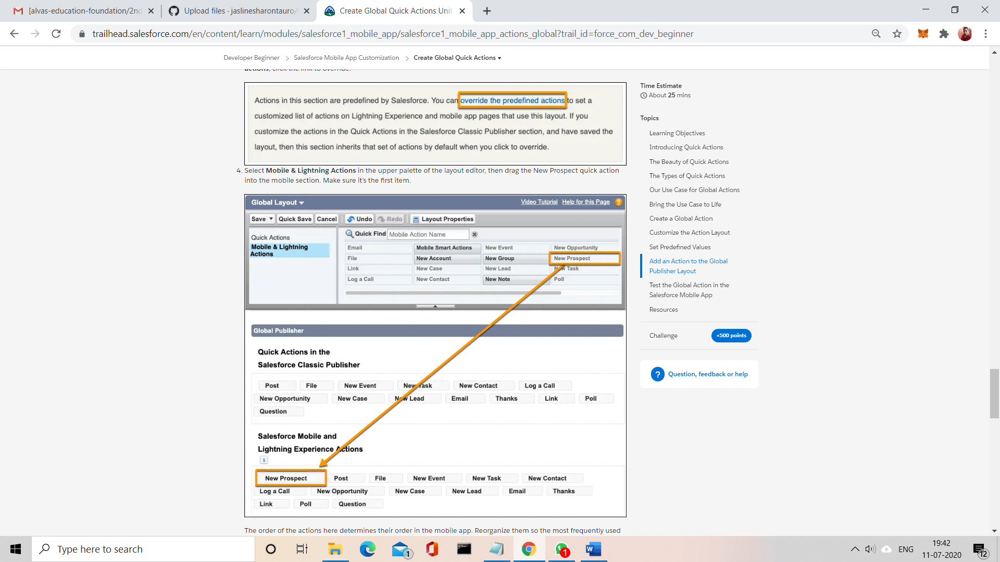 [alvas-education-foundation/2nd
Upload files · jaslinesharontauro/
Create Global Quick Actions Unit
trailhead.salesforce.com/en/content/learn/modules/salesforce1_mobile_app/salesforce1_mobile_app_actions_global?trail_id=force_com_dev_beginner
Developer Beginner
Salesforce Mobile App Customization
Create Global Quick Actions
actions, click the link to override.
Actions in this section are predefined by Salesforce. You can override the predefined actions to set a
customized list of actions on Lightning Experience and mobile app pages that use this layout. If you
customize the actions in the Quick Actions in the Salesforce Classic Publisher section, and have saved the
layout, then this section inherits that set of actions by default when you click to override.
4. Select Mobile & Lightning Actions in the upper palette of the layout editor, then drag the New Prospect quick action
into the mobile section. Make sure it's the first item.
Global Layout
Video Tutorial Help for this Page ?
Save Quick Save Cancel Undo Redo Layout Properties
Quick Actions
Mobile & Lightning
Actions
Quick Find Mobile Action Name
Email Mobile Smart Actions New Event New Opportunity
File New Account New Group New Prospect
Link New Case New Lead New Task
Log a Call New Contact New Note Poll
Global Publisher
Quick Actions in the
Salesforce Classic Publisher
Post File New Event New Task New Contact Log a Call
New Opportunity New Case New Lead Email Thanks Link Poll
Question
Salesforce Mobile and
Lightning Experience Actions
i
New Prospect Post File New Event New Task New Contact
Log a Call New Opportunity New Case New Lead Email Thanks
Link Poll Question
The order of the actions here determines their order in the mobile app. Reorganize them so the most frequently used
Time Estimate
About 25 mins
Topics
Learning Objectives
Introducing Quick Actions
The Beauty of Quick Actions
The Types of Quick Actions
Our Use Case for Global Actions
Bring the Use Case to Life
Create a Global Action
Customize the Action Layout
Set Predefined Values
Add an Action to the Global
Publisher Layout
Test the Global Action in the
Salesforce Mobile App
Resources
Challenge
+500 points
? Question, feedback or help
Type here to search
1
1
W
ENG
19:42
11-07-2020
12